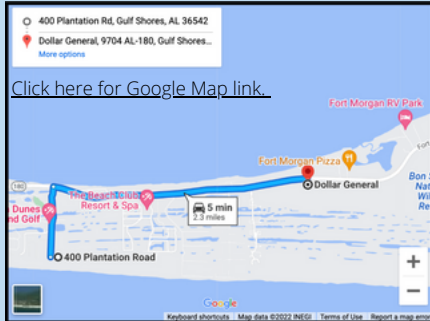 400 Plantation Rd, Gulf Shores, AL 36542
Dollar General, 9704 AL-180, Gulf Shores...
More options
Click here for Google Map link.
Fort Morgan RV Park
Fort Morgan Pizza
Fort
Dollar General
180
The Beach Club
Resort & Spa
5 min
2.3 miles
Dunes
nd Golf
Bon S
Nat
Wil
Re
400 Plantation Road
+
−
Google
Keyboard shortcuts
Map data ©2022 INEGI
Terms of Use
Report a map error